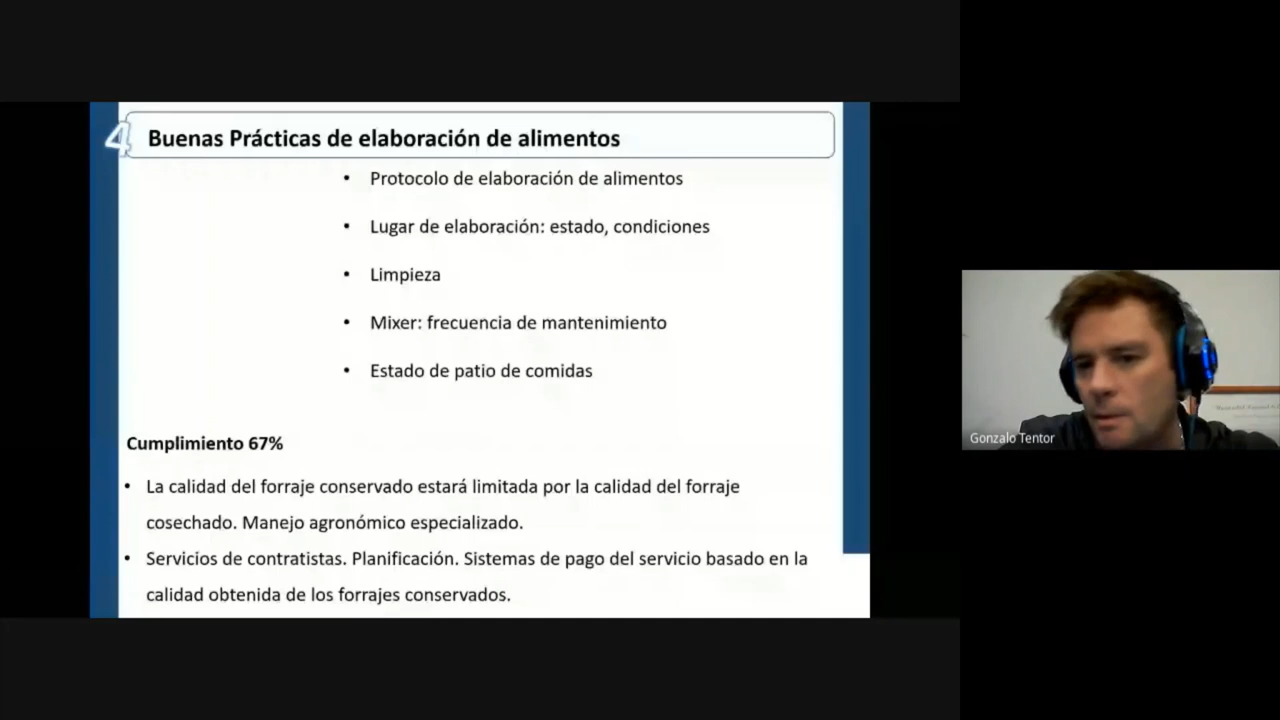 4
Buenas Prácticas de elaboración de alimentos
• Protocolo de elaboración de alimentos
• Lugar de elaboración: estado, condiciones
• Limpieza
• Mixer: frecuencia de mantenimiento
• Estado de patio de comidas
Cumplimiento 67%
• La calidad del forraje conservado estará limitada por la calidad del forraje
cosechado. Manejo agronómico especializado.
• Servicios de contratistas. Planificación. Sistemas de pago del servicio basado en la
calidad obtenida de los forrajes conservados.
Gonzalo Tentor